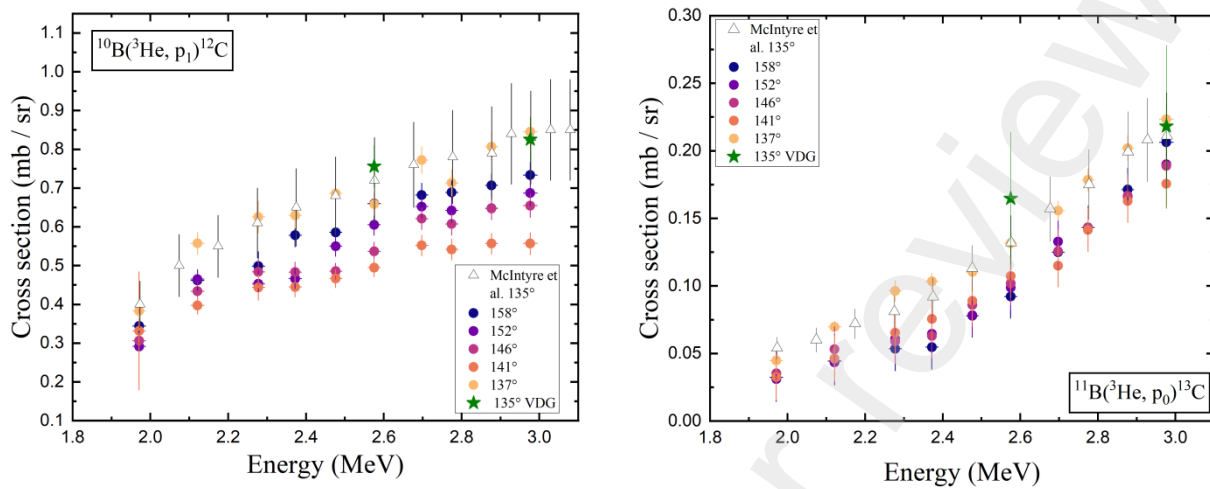 ¹⁰B(³He, p₁)¹²C
Cross section (mb / sr)
1.1
1.0
0.9
0.8
0.7
0.6
0.5
0.4
0.3
0.2
0.1
McIntyre et
al. 135°
158°
152°
146°
141°
137°
135° VDG
1.8 2.0 2.2 2.4 2.6 2.8 3.0
Energy (MeV)
Cross section (mb / sr)
0.30
0.25
0.20
0.15
0.10
0.05
0.00
McIntyre et
al. 135°
158°
152°
146°
141°
137°
135° VDG
¹¹B(³He, p₀)¹³C
1.8 2.0 2.2 2.4 2.6 2.8 3.0
Energy (MeV)
r review